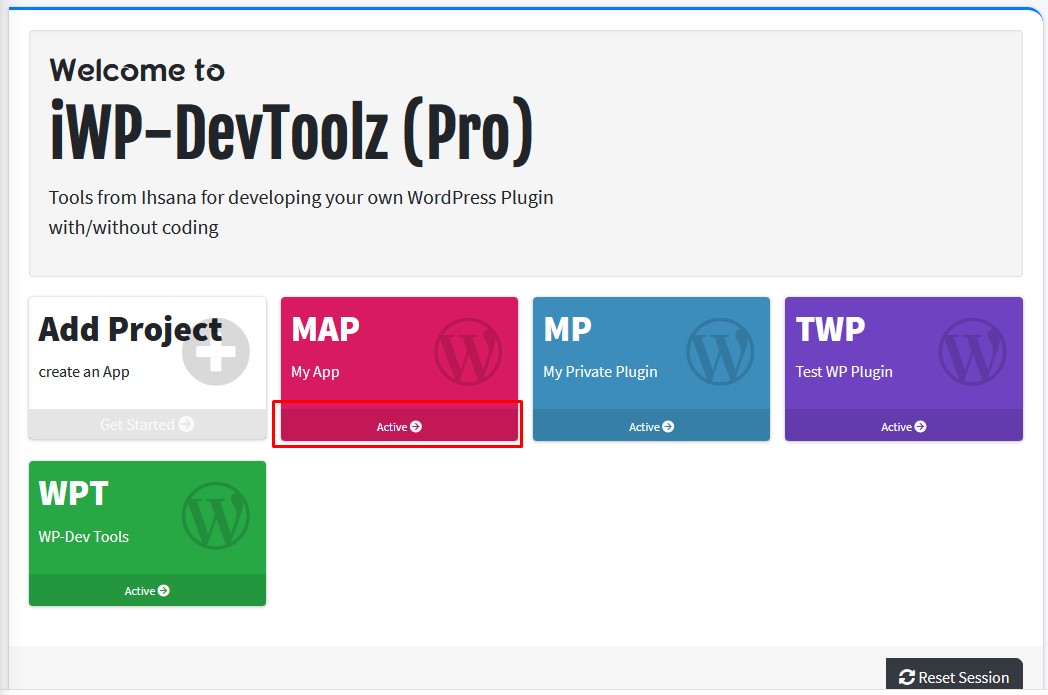 Welcome to
iWP-DevToolz (Pro)
Tools from Ihsana for developing your own WordPress Plugin
with/without coding
Add Project
create an App
Get Started
MAP
My App
Active
MP
My Private Plugin
Active
TWP
Test WP Plugin
Active
WPT
WP-Dev Tools
Active
Reset Session